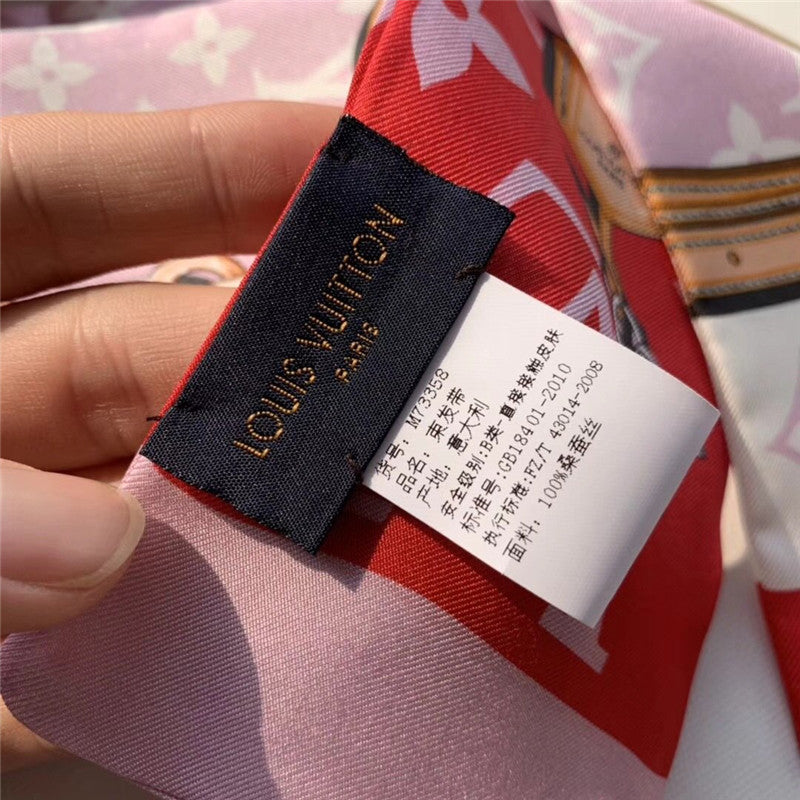 LOUIS VUITTON
PARIS
货号: M73358
品名: 束发带
产地: 意大利
安全级别: B类-直接接触皮肤
标准号 GB18401-2010
执行标准: FZ/T 43014-2008
面料: 100%桑蚕丝